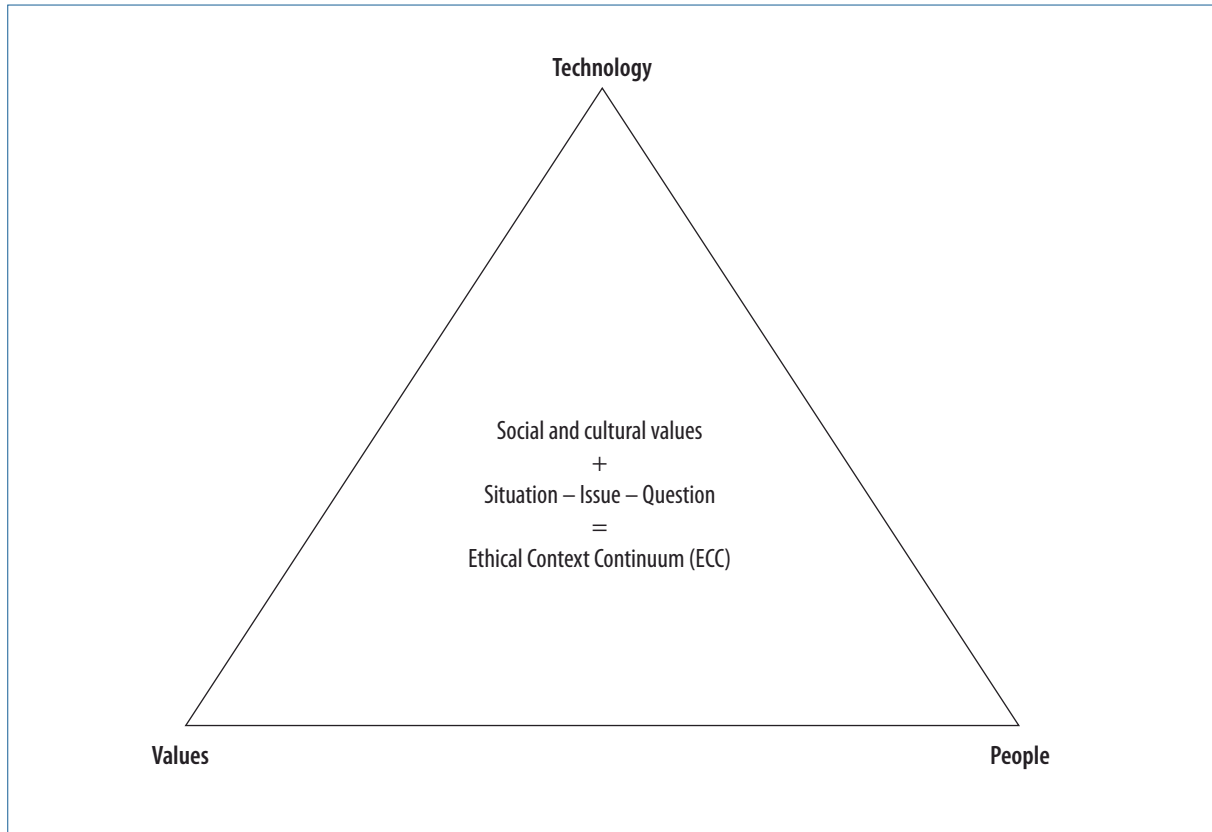 Technology
Social and cultural values
+
Situation – Issue – Question
=
Ethical Context Continuum (ECC)
Values
People